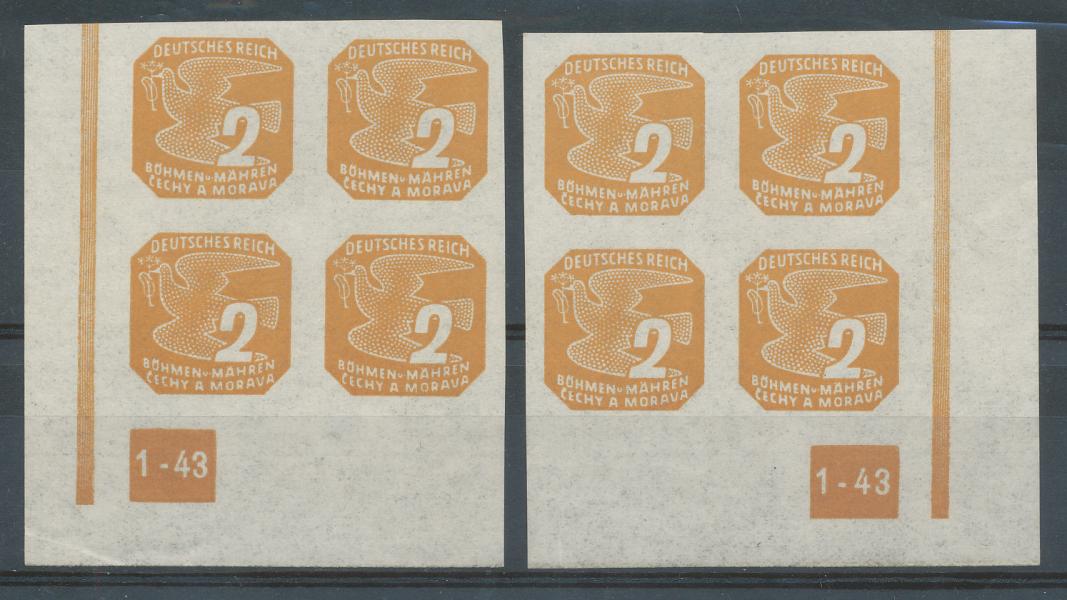 DEUTSCHES REICH
2
BÖHMEN u. MÄHREN
ČECHY A MORAVA
DEUTSCHES REICH
2
BÖHMEN u. MÄHREN
ČECHY A MORAVA
DEUTSCHES REICH
2
BÖHMEN u. MÄHREN
ČECHY A MORAVA
DEUTSCHES REICH
2
BÖHMEN u. MÄHREN
ČECHY A MORAVA
1 - 43
DEUTSCHES REICH
2
BÖHMEN u. MÄHREN
ČECHY A MORAVA
DEUTSCHES REICH
2
BÖHMEN u. MÄHREN
ČECHY A MORAVA
DEUTSCHES REICH
2
BÖHMEN u. MÄHREN
ČECHY A MORAVA
DEUTSCHES REICH
2
BÖHMEN u. MÄHREN
ČECHY A MORAVA
1 - 43